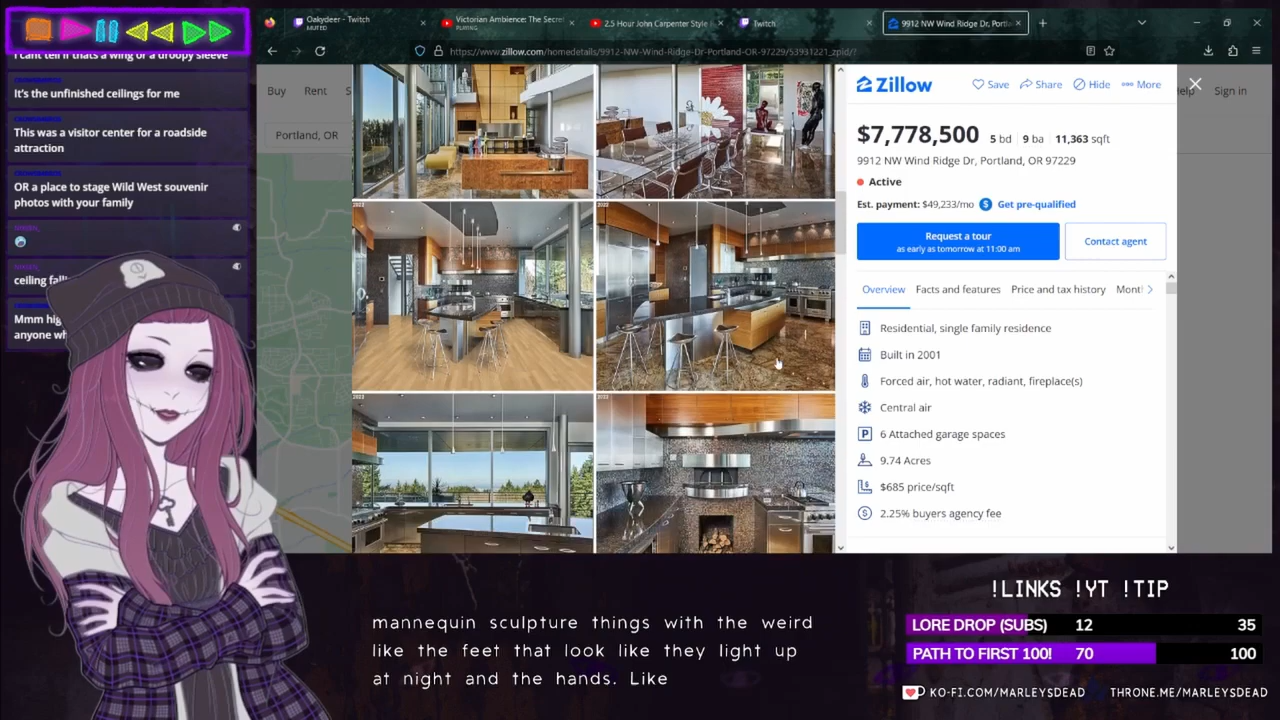 Oakydeer - Twitch
MUTED
Victorian Ambience: The Secre
PLAYING
2.5 Hour John Carpenter Style
Twitch
9912 NW Wind Ridge Dr, Portla
https://www.zillow.com/homedetails/9912-NW-Wind-Ridge-Dr-Portland-OR-97229/53931221_zpid/?
I can't tell if that's a wing or a droopy sleeve
It's the unfinished ceilings for me
This was a visitor center for a roadside
attraction
OR a place to stage Wild West souvenir
photos with your family
ceiling fall
Mmm hig
anyone wh
Buy
Rent
S
Help
Sign in
Portland, OR
Zillow
Save
Share
Hide
More
$7,778,500
5 bd
9 ba
11,363 sqft
9912 NW Wind Ridge Dr, Portland, OR 97229
Active
Est. payment: $49,233/mo
$ Get pre-qualified
Request a tour
as early as tomorrow at 11:00 am
Contact agent
Overview
Facts and features
Price and tax history
Mont
Residential, single family residence
Built in 2001
Forced air, hot water, radiant, fireplace(s)
Central air
6 Attached garage spaces
9.74 Acres
$685 price/sqft
2.25% buyers agency fee
mannequin sculpture things with the weird
like the feet that look like they light up
at night and the hands. Like
!LINKS !YT !TIP
LORE DROP (SUBS) 12 35
PATH TO FIRST 100! 70 100
KO-FI.COM/MARLEYSDEAD
THRONE.ME/MARLEYSDEAD